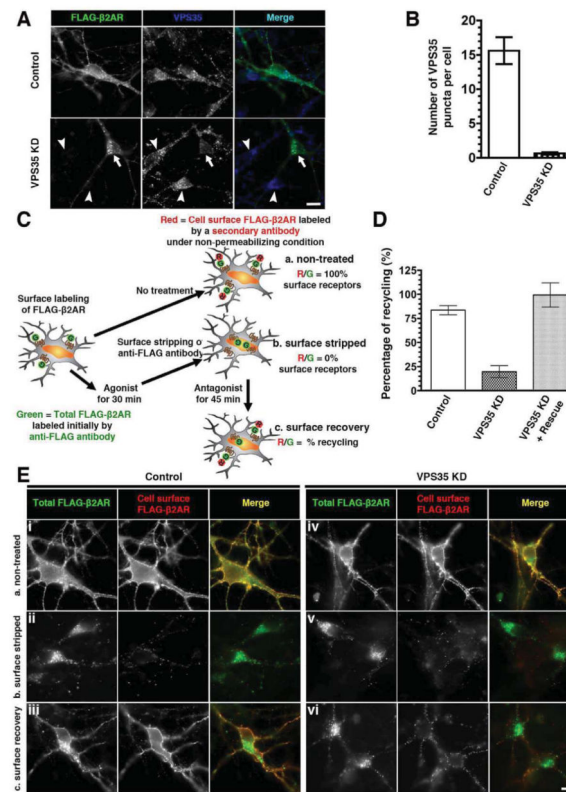 A
FLAG-β2AR
VPS35
Merge
Control
VPS35 KD
B
Number of VPS35
puncta per cell
20
15
10
5
0
Control
VPS35 KD
C
Red = Cell surface FLAG-β2AR labeled
by a secondary antibody
under non-permeabilizing condition
a. non-treated
R/G = 100%
surface receptors
No treatment
Surface labeling
of FLAG-β2AR
Surface stripping o
anti-FLAG antibody
b. surface stripped
R/G = 0%
surface receptors
Agonist
for 30 min
Antagonist
for 45 min
Green = Total FLAG-β2AR
labeled initially by
anti-FLAG antibody
c. surface recovery
R/G = % recycling
D
Percentage of recycling (%)
125
100
75
50
25
0
Control
VPS35 KD
VPS35 KD
+ Rescue
E
Control
VPS35 KD
Total FLAG-β2AR
Cell surface
FLAG-β2AR
Merge
Total FLAG-β2AR
Cell surface
FLAG-β2AR
Merge
a. non-treated
i
iv
b. surface stripped
ii
v
c. surface recovery
iii
vi